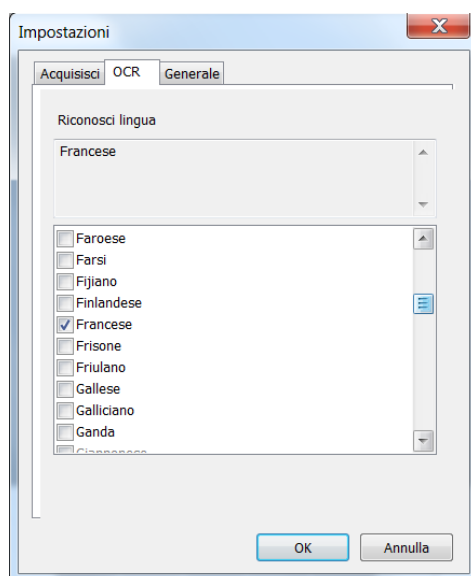 Impostazioni
Acquisisci OCR Generale
Riconosci lingua
Francese
Faroese
Farsi
Fijiano
Finlandese
Francese
Frisone
Friulano
Gallese
Galliciano
Ganda
OK Annulla